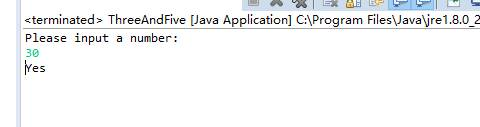 <terminated> ThreeAndFive [Java Application] C:\Program Files\Java\jre1.8.0_2
Please input a number:
30
Yes